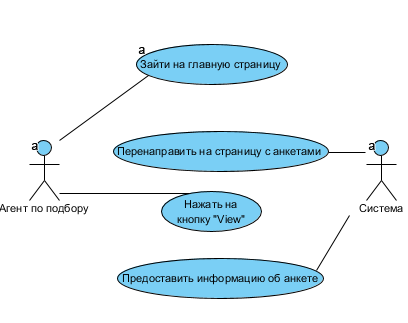 a
Зайти на главную страницу
a
a
Перенаправить на страницу с анкетами
Агент по подбору
Система
Нажать на
кнопку "View"
Предоставить информацию об анкете